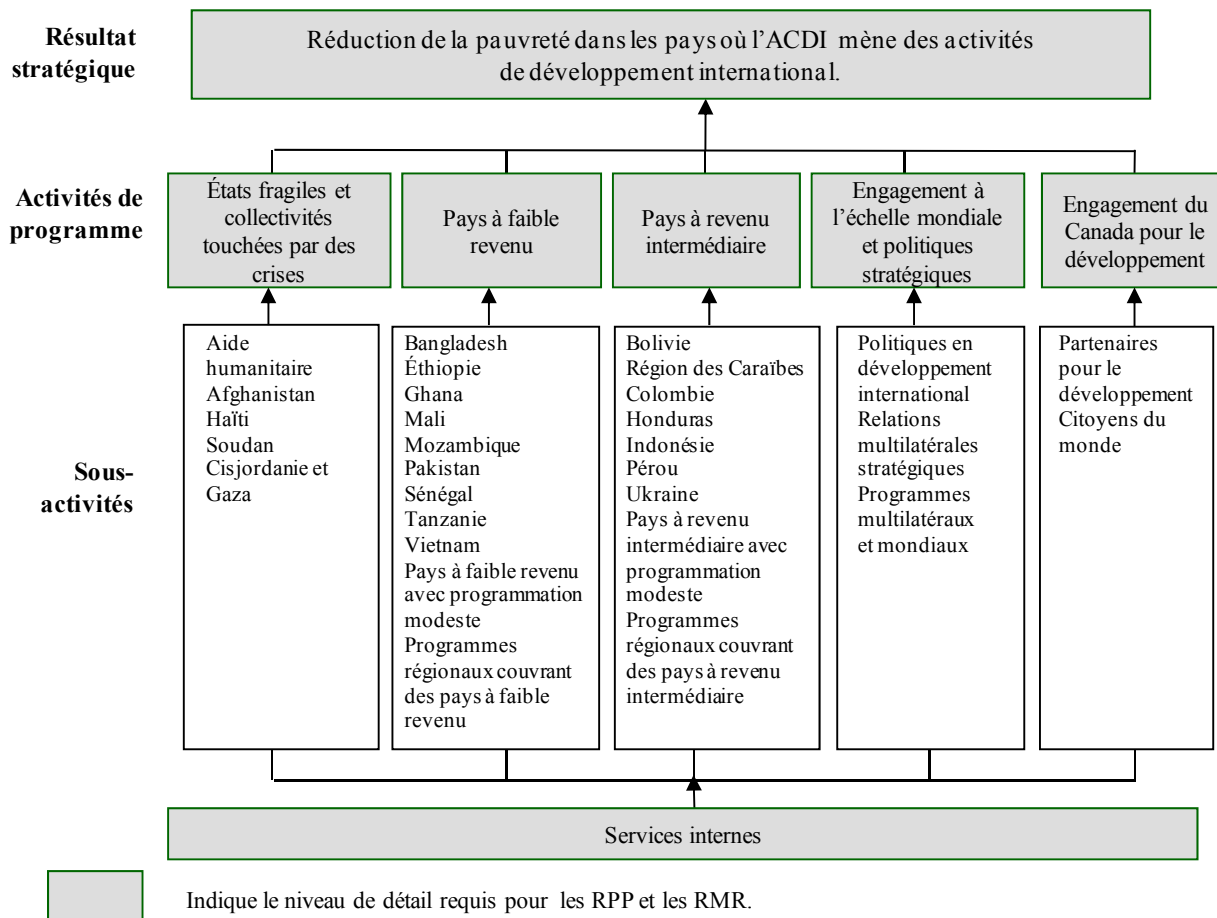 Résultat
stratégique
Réduction de la pauvreté dans les pays où l’ACDI mène des activités
de développement international.
Activités de
programme
États fragiles et
collectivités
touchées par des
crises
Pays à faible
revenu
Pays à revenu
intermédiaire
Engagement à
l’échelle mondiale
et politiques
stratégiques
Engagement du
Canada pour le
développement
Sous-
activités
Aide
humanitaire
Afghanistan
Haïti
Soudan
Cisjordanie et
Gaza
Bangladesh
Éthiopie
Ghana
Mali
Mozambique
Pakistan
Sénégal
Tanzanie
Vietnam
Pays à faible revenu
avec programmation
modeste
Programmes
régionaux couvrant
des pays à faible
revenu
Bolivie
Région des Caraïbes
Colombie
Honduras
Indonésie
Pérou
Ukraine
Pays à revenu
intermédiaire avec
programmation
modeste
Programmes
régionaux couvrant
des pays à revenu
intermédiaire
Politiques en
développement
international
Relations
multilatérales
stratégiques
Programmes
multilatéraux
et mondiaux
Partenaires
pour le
développement
Citoyens du
monde
Services internes
Indique le niveau de détail requis pour les RPP et les RMR.